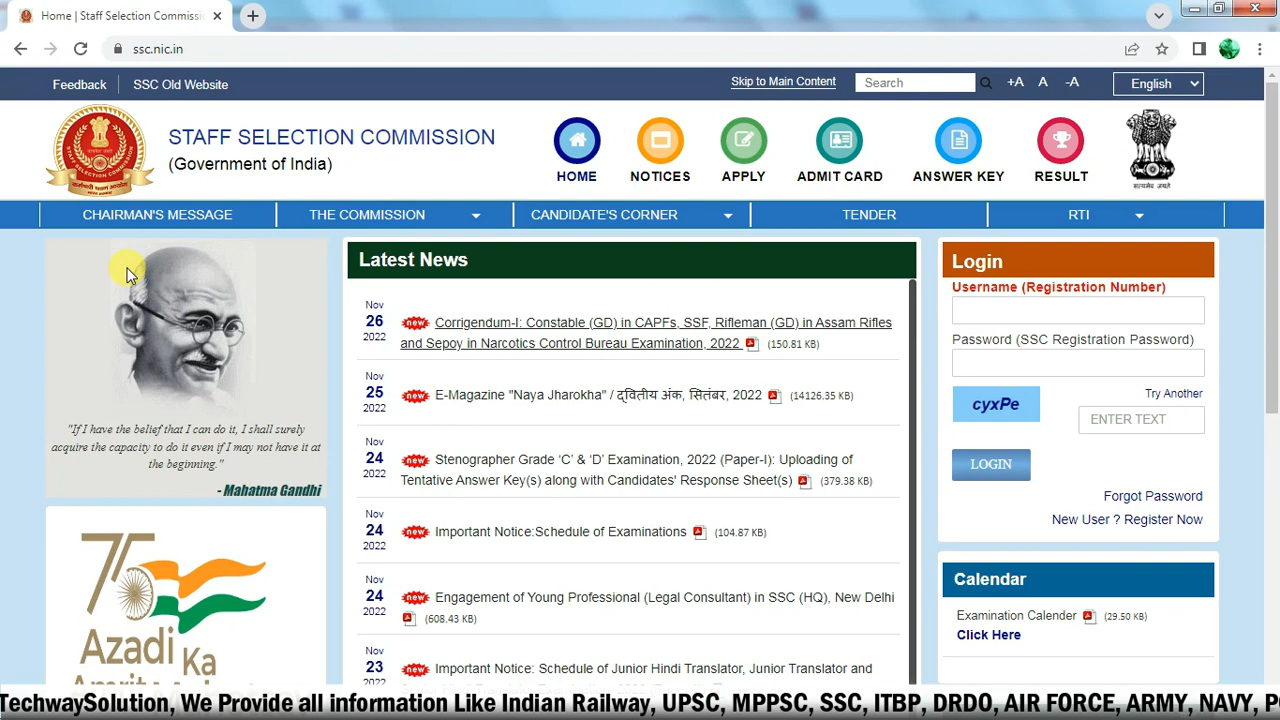 Home | Staff Selection Commissi
ssc.nic.in
Feedback
SSC Old Website
Skip to Main Content
Search
+A A -A
English
STAFF SELECTION COMMISSION
(Government of India)
HOME
NOTICES
APPLY
ADMIT CARD
ANSWER KEY
RESULT
सत्यमेव जयते
CHAIRMAN'S MESSAGE
THE COMMISSION
CANDIDATE'S CORNER
TENDER
RTI
"If I have the belief that I can do it, I shall surely
acquire the capacity to do it even if I may not have it at
the beginning."
- Mahatma Gandhi
75
Azadi Ka
Latest News
Nov
26
2022
new Corrigendum-I: Constable (GD) in CAPFs, SSF, Rifleman (GD) in Assam Rifles
and Sepoy in Narcotics Control Bureau Examination, 2022 (150.81 KB)
Nov
25
2022
new E-Magazine "Naya Jharokha" / द्वितीय अंक, सितंबर, 2022 (14126.35 KB)
Nov
24
2022
new Stenographer Grade ‘C’ & ‘D’ Examination, 2022 (Paper-I): Uploading of
Tentative Answer Key(s) along with Candidates' Response Sheet(s) (379.38 KB)
Nov
24
2022
new Important Notice:Schedule of Examinations (104.87 KB)
Nov
24
2022
new Engagement of Young Professional (Legal Consultant) in SSC (HQ), New Delhi
(608.43 KB)
Nov
23
2022
new Important Notice: Schedule of Junior Hindi Translator, Junior Translator and
Login
Username (Registration Number)
Password (SSC Registration Password)
cyxPe
Try Another
ENTER TEXT
LOGIN
Forgot Password
New User ? Register Now
Calendar
Examination Calender (29.50 KB)
Click Here
TechwaySolution, We Provide all information Like Indian Railway, UPSC, MPPSC, SSC, ITBP, DRDO, AIR FORCE, ARMY, NAVY, P